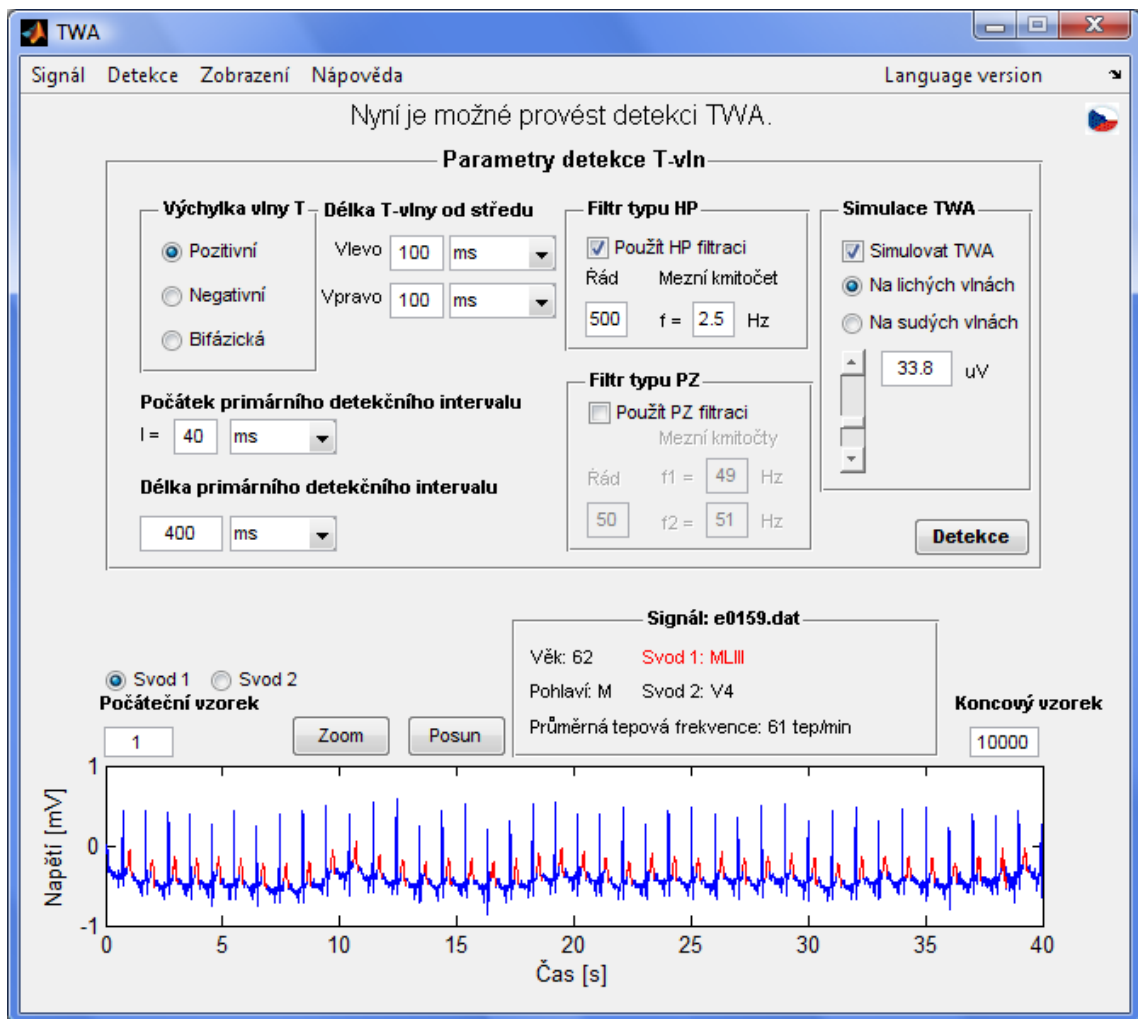 TWA
Signál Detekce Zobrazení Nápověda Language version
Nyní je možné provést detekci TWA.
Parametry detekce T-vln
Výchylka vlny T
Pozitivní
Negativní
Bifázická
Délka T-vlny od středu
Vlevo 100 ms
Vpravo 100 ms
Filtr typu HP
Použít HP filtraci
Řád Mezní kmitočet
500 f = 2.5 Hz
Simulace TWA
Simulovat TWA
Na lichých vlnách
Na sudých vlnách
33.8 uV
Počátek primárního detekčního intervalu
I = 40 ms
Délka primárního detekčního intervalu
400 ms
Filtr typu PZ
Použít PZ filtraci
Mezní kmitočty
Řád f1 = 49 Hz
50 f2 = 51 Hz
Detekce
Signál: e0159.dat
Věk: 62 Svod 1: MLIII
Pohlaví: M Svod 2: V4
Průměrná tepová frekvence: 61 tep/min
Svod 1 Svod 2
Počáteční vzorek
1
Zoom Posun
Koncový vzorek
10000
Napětí [mV]
1
0
-1
0 5 10 15 20 25 30 35 40
Čas [s]